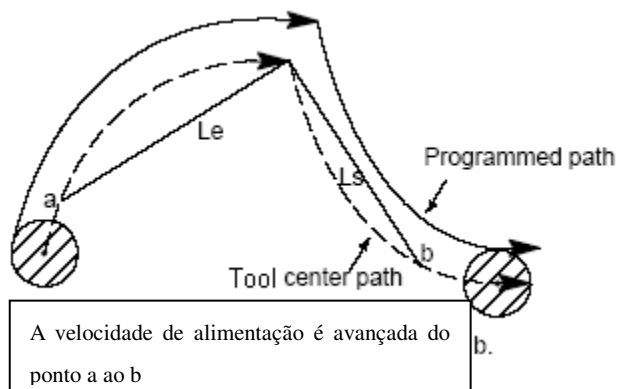 Le
a
Ls
Programmed path
b
Tool center path
A velocidade de alimentação é avançada do
ponto a ao b
b.